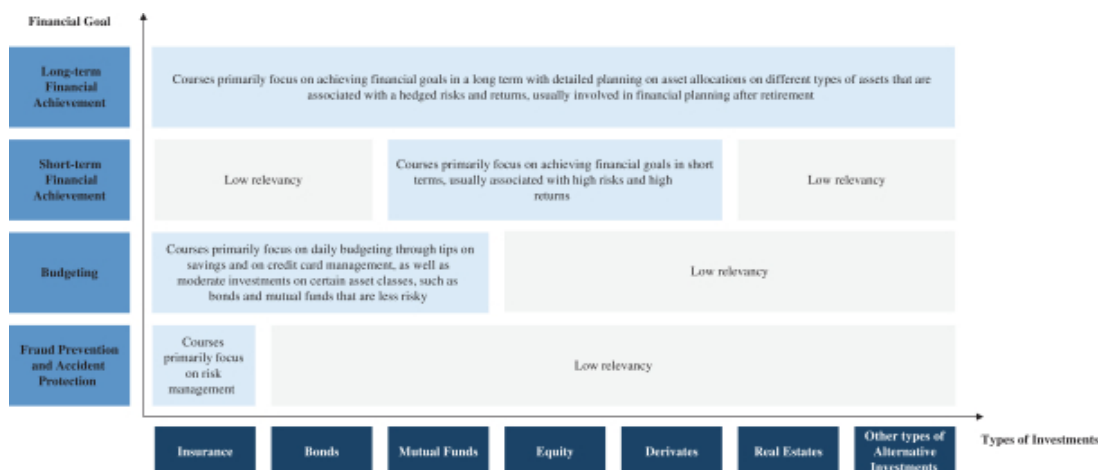 Financial Goal
Long-term
Financial
Achievement
Courses primarily focus on achieving financial goals in a long term with detailed planning on asset allocations on different types of assets that are
associated with a hedged risks and returns, usually involved in financial planning after retirement
Short-term
Financial
Achievement
Low relevancy
Courses primarily focus on achieving financial goals in short
terms, usually associated with high risks and high
returns
Low relevancy
Budgeting
Courses primarily focus on daily budgeting through tips on
savings and on credit card management, as well as
moderate investments on certain asset classes, such as
bonds and mutual funds that are less risky
Low relevancy
Fraud Prevention
and Accident
Protection
Courses
primarily focus
on risk
management
Low relevancy
Insurance
Bonds
Mutual Funds
Equity
Derivates
Real Estates
Other types of
Alternative
Investments
Types of Investments